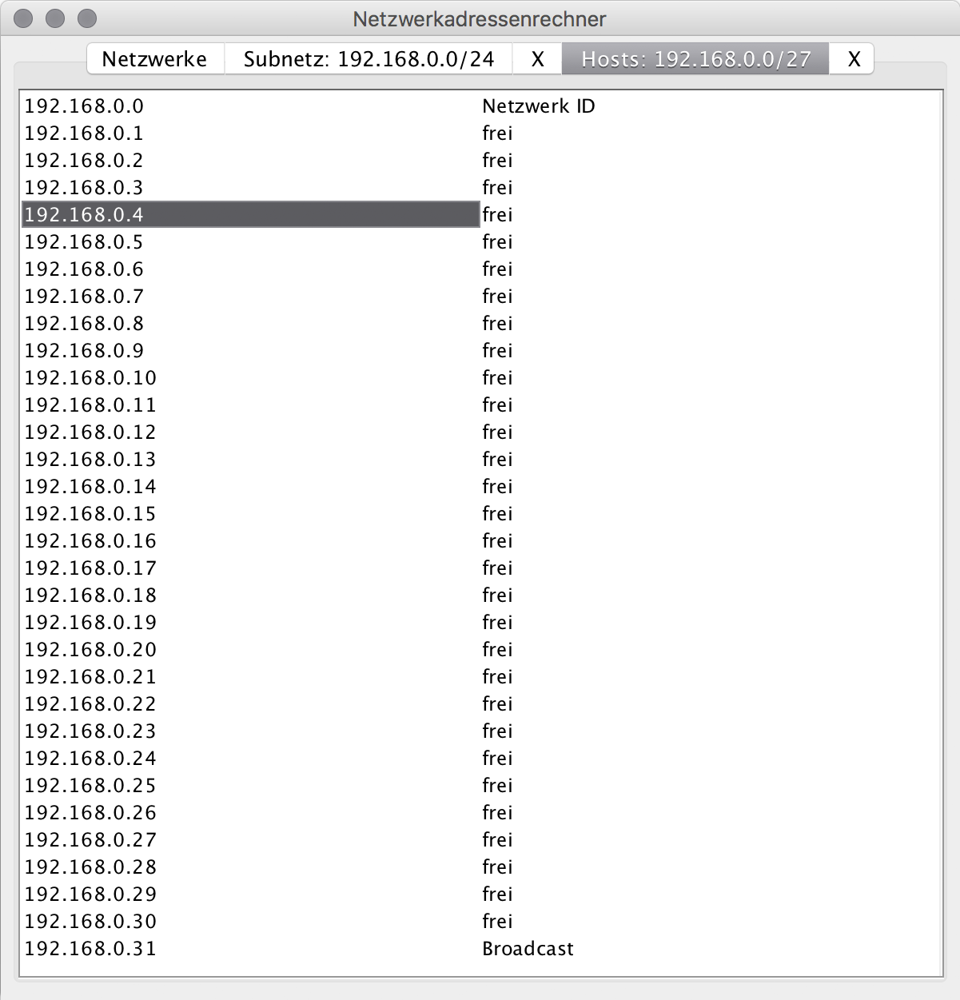 Netzwerkadressenrechner
Netzwerke Subnetz: 192.168.0.0/24 X Hosts: 192.168.0.0/27 X
192.168.0.0 Netzwerk ID
192.168.0.1 frei
192.168.0.2 frei
192.168.0.3 frei
192.168.0.4 frei
192.168.0.5 frei
192.168.0.6 frei
192.168.0.7 frei
192.168.0.8 frei
192.168.0.9 frei
192.168.0.10 frei
192.168.0.11 frei
192.168.0.12 frei
192.168.0.13 frei
192.168.0.14 frei
192.168.0.15 frei
192.168.0.16 frei
192.168.0.17 frei
192.168.0.18 frei
192.168.0.19 frei
192.168.0.20 frei
192.168.0.21 frei
192.168.0.22 frei
192.168.0.23 frei
192.168.0.24 frei
192.168.0.25 frei
192.168.0.26 frei
192.168.0.27 frei
192.168.0.28 frei
192.168.0.29 frei
192.168.0.30 frei
192.168.0.31 Broadcast